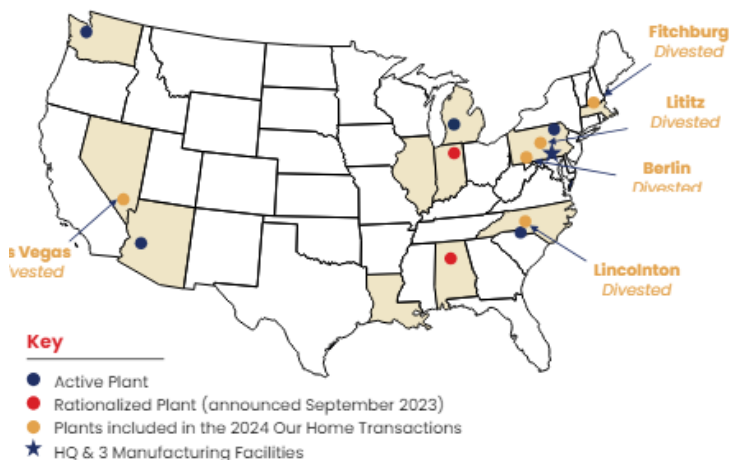 Fitchburg
Divested
Lititz
Divested
Berlin
Divested
s Vegas
vested
Lincolnton
Divested
Key
Active Plant
Rationalized Plant (announced September 2023)
Plants included in the 2024 Our Home Transactions
HQ & 3 Manufacturing Facilities